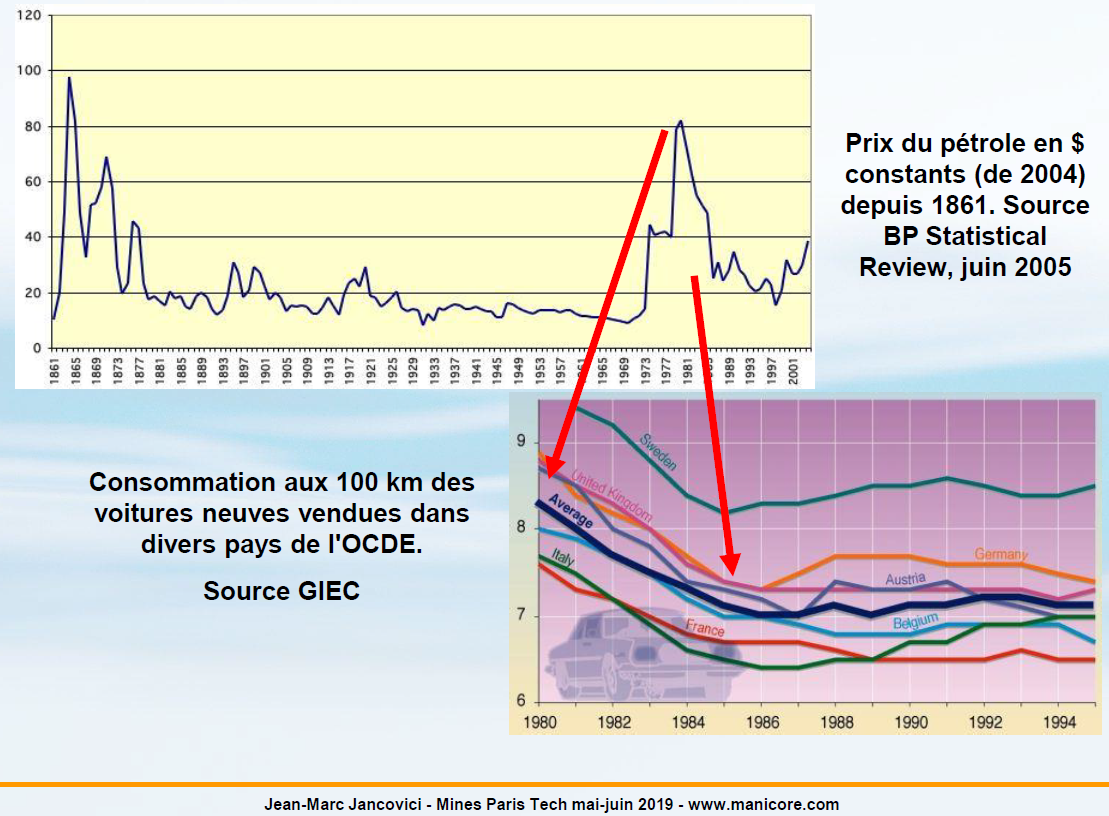 120
100
80
60
40
20
0
1861 1865 1869 1873 1877 1881 1885 1889 1893 1897 1901 1905 1909 1913 1917 1921 1925 1929 1933 1937 1941 1945 1949 1953 1957 1961 1965 1969 1973 1977 1981 1989 1993 1997 2001
Prix du pétrole en $
constants (de 2004)
depuis 1861. Source
BP Statistical
Review, juin 2005
Consommation aux 100 km des
voitures neuves vendues dans
divers pays de l'OCDE.
Source GIEC
9
8
7
6
Sweden
United Kingdom
Average
Italy
France
Germany
Austria
Belgium
1980 1982 1984 1986 1988 1990 1992 1994
Jean-Marc Jancovici - Mines Paris Tech mai-juin 2019 - www.manicore.com